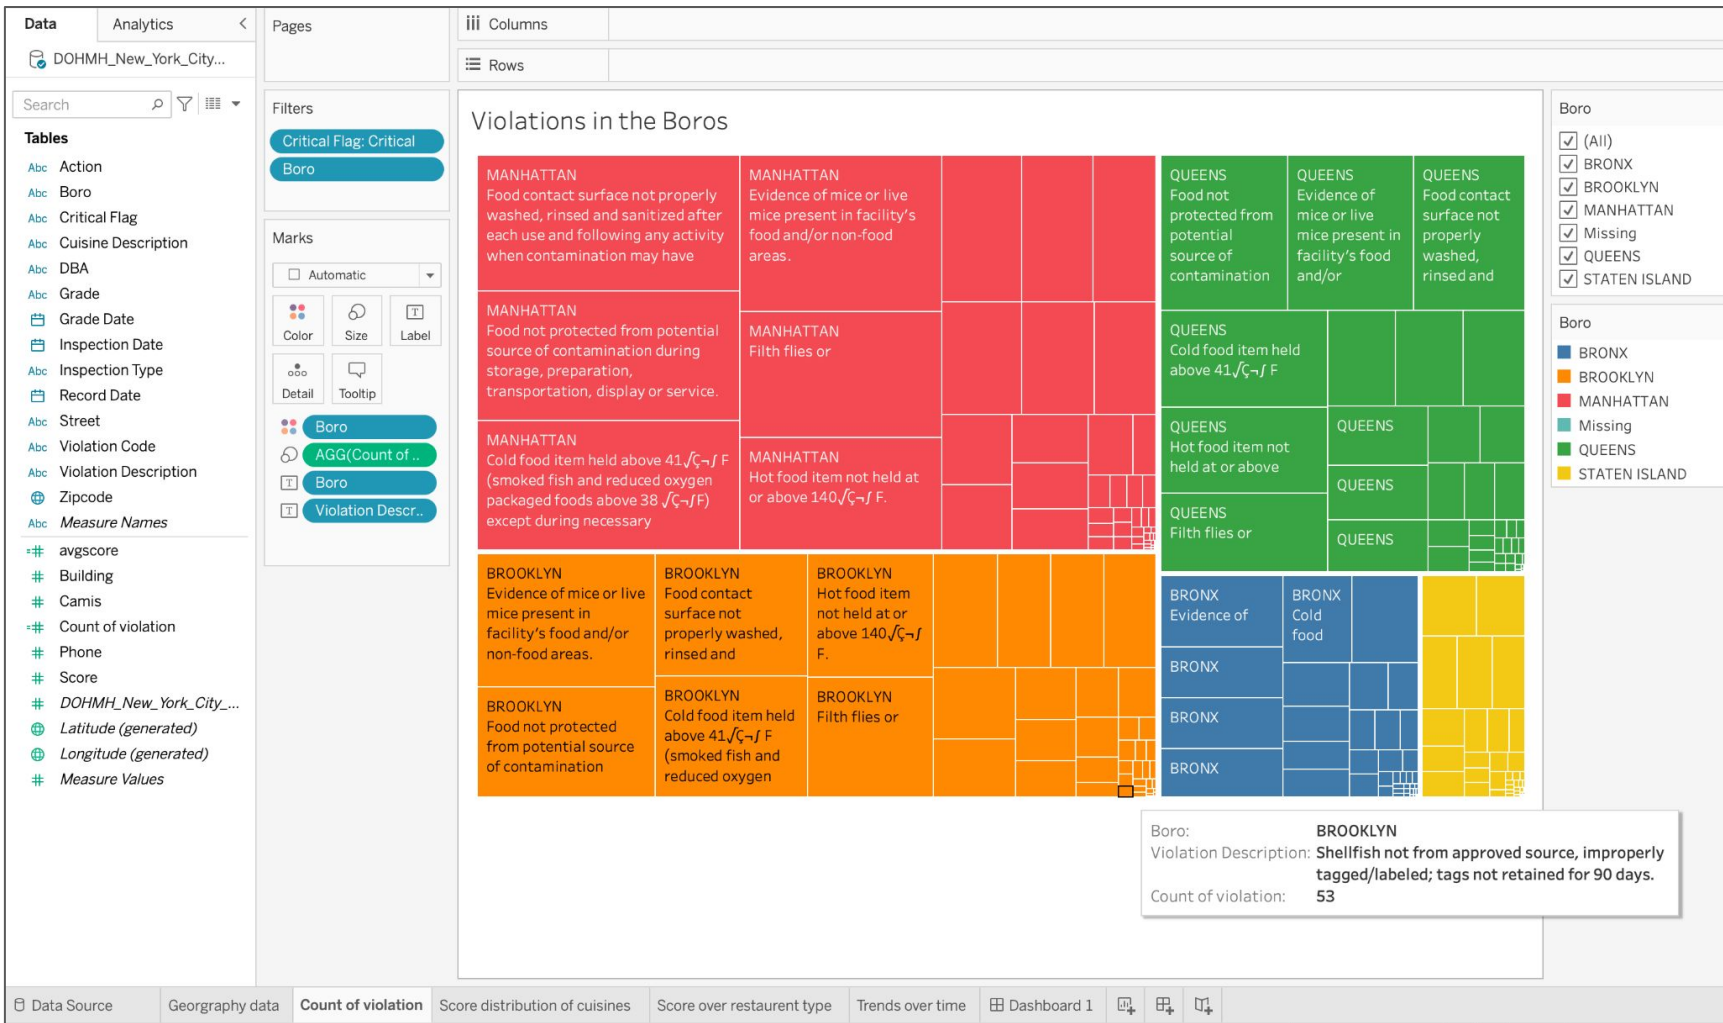 Data
Analytics
DOHMH_New_York_City...
Search
Tables
Abc Action
Abc Boro
Abc Critical Flag
Abc Cuisine Description
Abc DBA
Abc Grade
Grade Date
Inspection Date
Abc Inspection Type
Record Date
Abc Street
Abc Violation Code
Abc Violation Description
Zipcode
Abc Measure Names
avgscore
Building
Camis
Count of violation
Phone
Score
DOHMH_New_York_City_...
Latitude (generated)
Longitude (generated)
Measure Values
Pages
Filters
Critical Flag: Critical
Boro
Marks
Automatic
Color
Size
Label
Detail
Tooltip
Boro
AGG(Count of ..
Boro
Violation Descr..
Columns
Rows
Violations in the Boros
MANHATTAN
Food contact surface not properly
washed, rinsed and sanitized after
each use and following any activity
when contamination may have
MANHATTAN
Evidence of mice or live
mice present in facility's
food and/or non-food
areas.
MANHATTAN
Food not protected from potential
source of contamination during
storage, preparation,
transportation, display or service.
MANHATTAN
Filth flies or
MANHATTAN
Cold food item held above 41√Ç¬∫ F
(smoked fish and reduced oxygen
packaged foods above 38 √Ç¬∫F)
except during necessary
MANHATTAN
Hot food item not held at
or above 140√Ç¬∫ F.
QUEENS
Food not
protected from
potential
source of
contamination
QUEENS
Evidence of
mice or live
mice present in
facility's food
and/or
QUEENS
Food contact
surface not
properly
washed,
rinsed and
QUEENS
Cold food item held
above 41√Ç¬∫ F
QUEENS
Hot food item not
held at or above
QUEENS
Filth flies or
QUEENS
QUEENS
QUEENS
BROOKLYN
Evidence of mice or live
mice present in
facility's food and/or
non-food areas.
BROOKLYN
Food contact
surface not
properly washed,
rinsed and
BROOKLYN
Hot food item
not held at or
above 140√Ç¬∫
F.
BROOKLYN
Food not protected
from potential source
of contamination
BROOKLYN
Cold food item held
above 41√Ç¬∫ F
(smoked fish and
reduced oxygen
BROOKLYN
Filth flies or
BRONX
Evidence of
BRONX
Cold
food
BRONX
BRONX
BRONX
Boro: BROOKLYN
Violation Description: Shellfish not from approved source, improperly
tagged/labeled; tags not retained for 90 days.
Count of violation: 53
Boro
(All)
BRONX
BROOKLYN
MANHATTAN
Missing
QUEENS
STATEN ISLAND
Boro
BRONX
BROOKLYN
MANHATTAN
Missing
QUEENS
STATEN ISLAND
Data Source
Georgraphy data
Count of violation
Score distribution of cuisines
Score over restaurent type
Trends over time
Dashboard 1